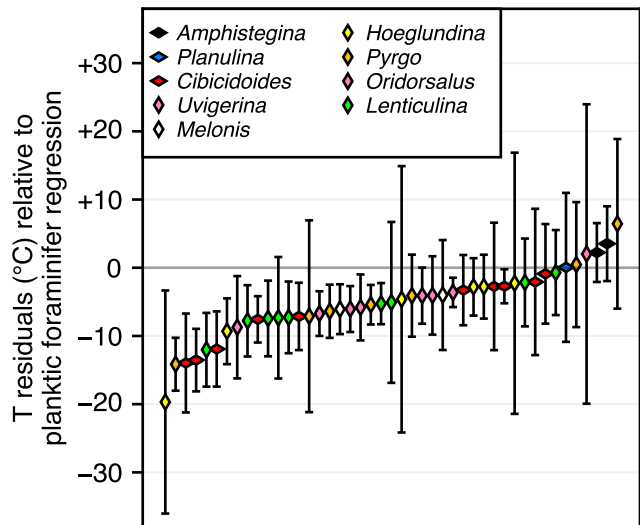 T residuals (°C) relative to
planktic foraminifer regression
+30
+20
+10
0
−10
−20
−30
Amphistegina
Planulina
Cibicidoides
Uvigerina
Melonis
Hoeglundina
Pyrgo
Oridorsalus
Lenticulina